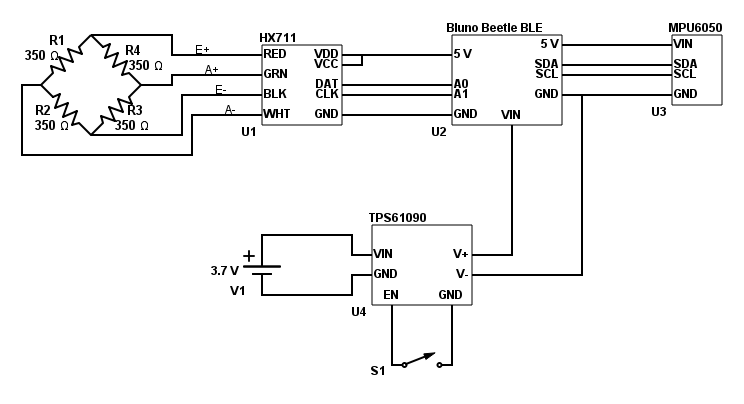 HX711
Bluno Beetle BLE
MPU6050
R1
350 Ω
R4
350 Ω
R2
350 Ω
R3
350 Ω
E+
A+
E-
A-
RED
GRN
BLK
WHT
VDD
VCC
DAT
CLK
GND
U1
5 V
A0
A1
GND
U2
5 V
SDA
SCL
GND
VIN
VIN
SDA
SCL
GND
U3
TPS61090
3.7 V
V1
VIN
GND
EN
GND
V+
V-
U4
S1